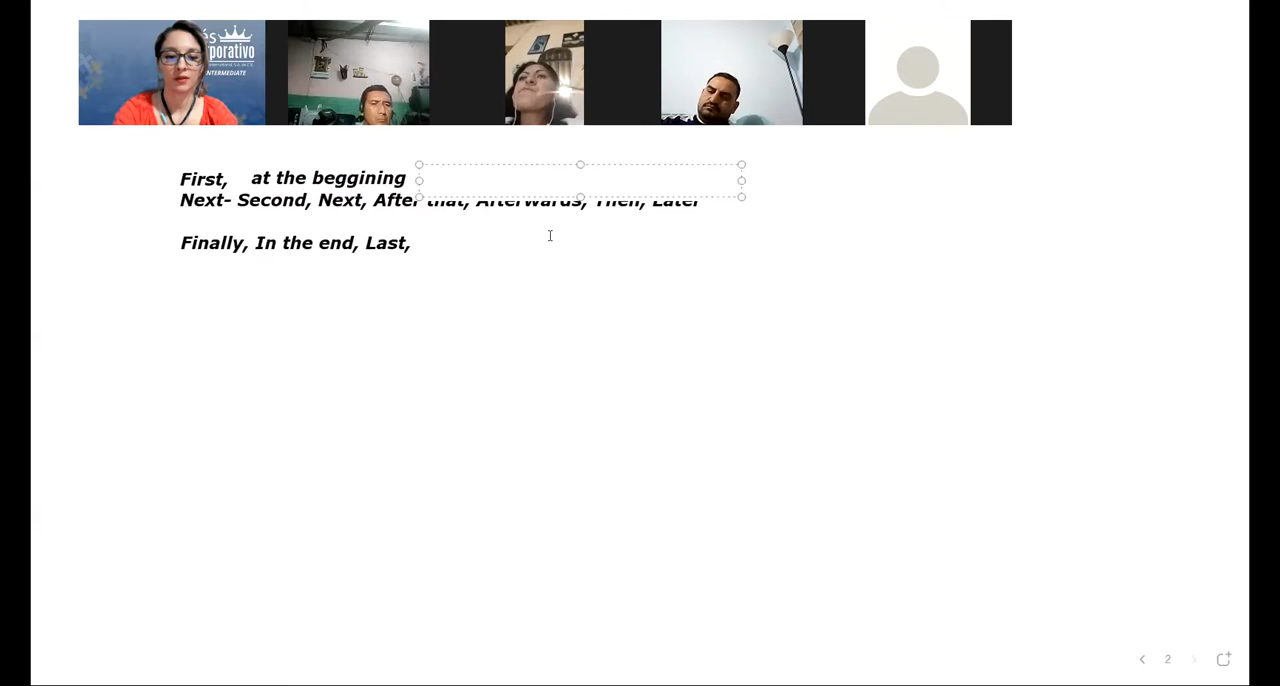 és
porativo
INTERMEDIATE
First, at the beggining
Next- Second, Next, After that, Afterwards, Then, Later
Finally, In the end, Last,
2